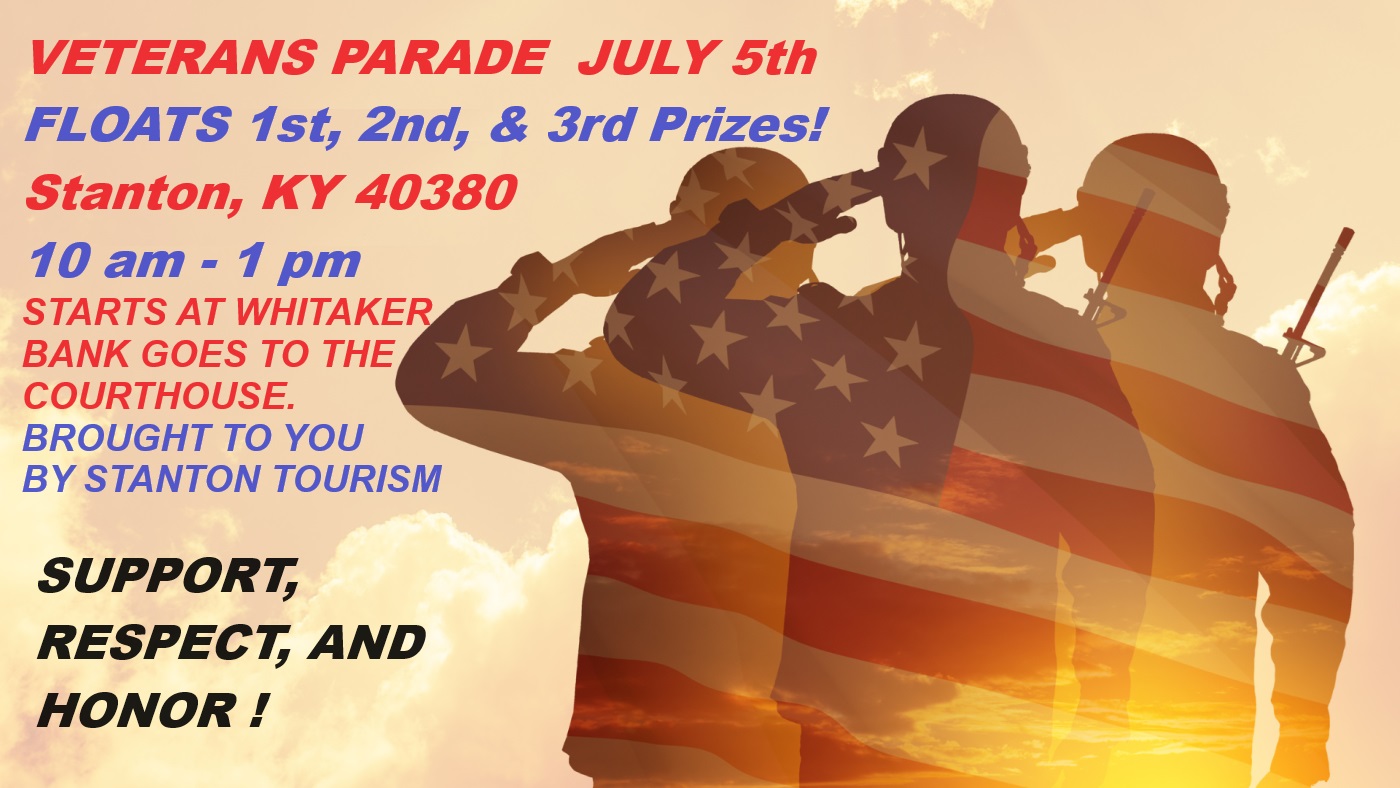 VETERANS PARADE JULY 5th
FLOATS 1st, 2nd, & 3rd Prizes!
Stanton, KY 40380
10 am - 1 pm
STARTS AT WHITAKER
BANK GOES TO THE
COURTHOUSE.
BROUGHT TO YOU
BY STANTON TOURISM
SUPPORT,
RESPECT, AND
HONOR !